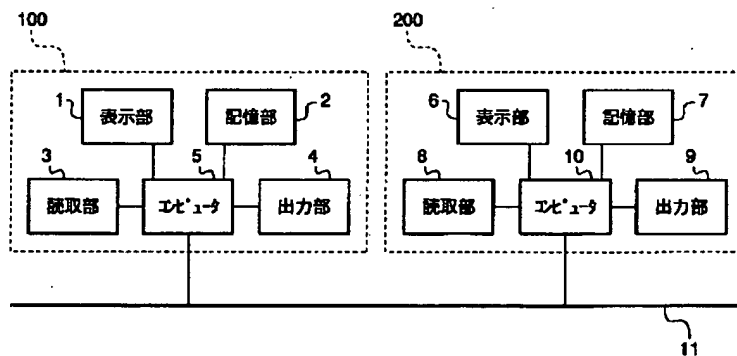 100
200
1
表示部
記憶部
2
6
表示部
記憶部
7
3
5
4
8
10
9
読取部
コンピュータ
出力部
読取部
コンピュータ
出力部
11